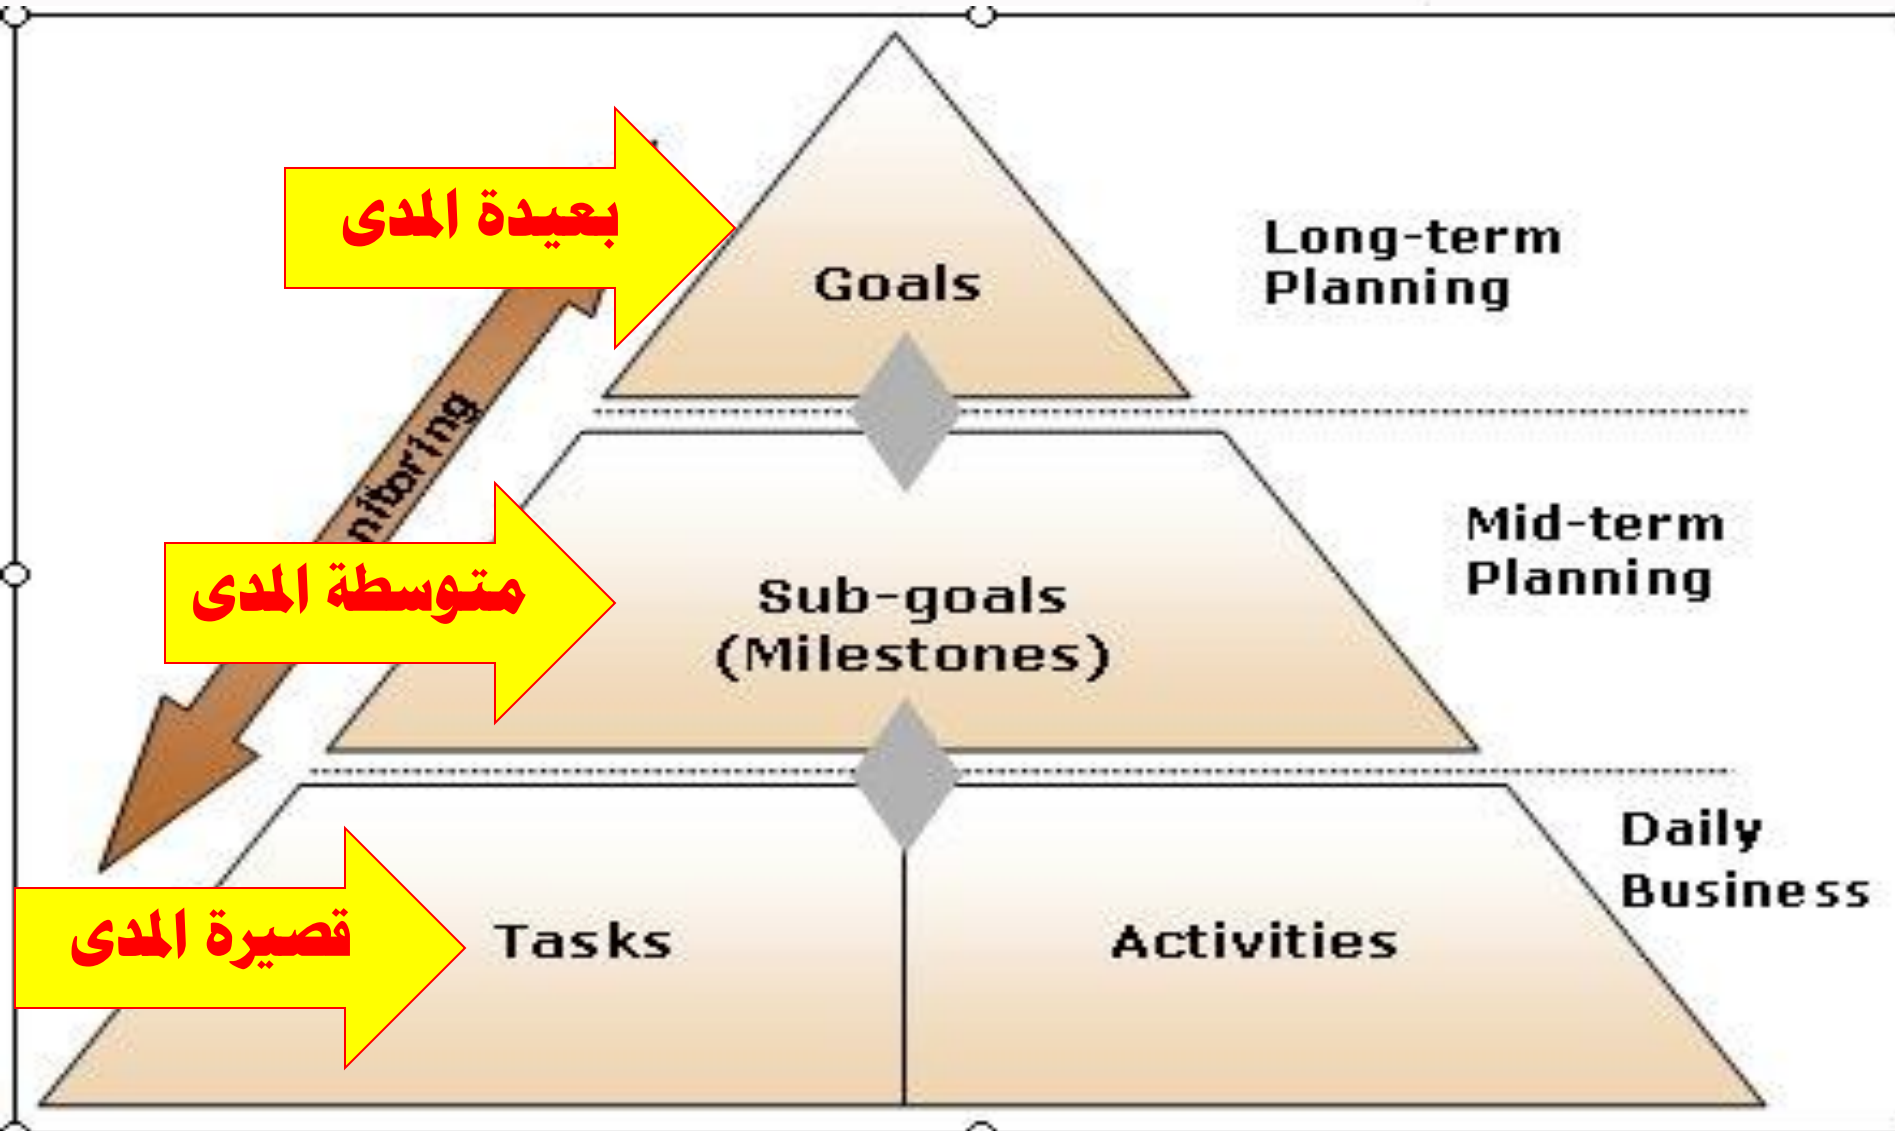 بعيدة المدى
Goals
Long-term
Planning
nitoring
متوسطة المدى
Sub-goals
(Milestones)
Mid-term
Planning
قصيرة المدى
Tasks
Activities
Daily
Business